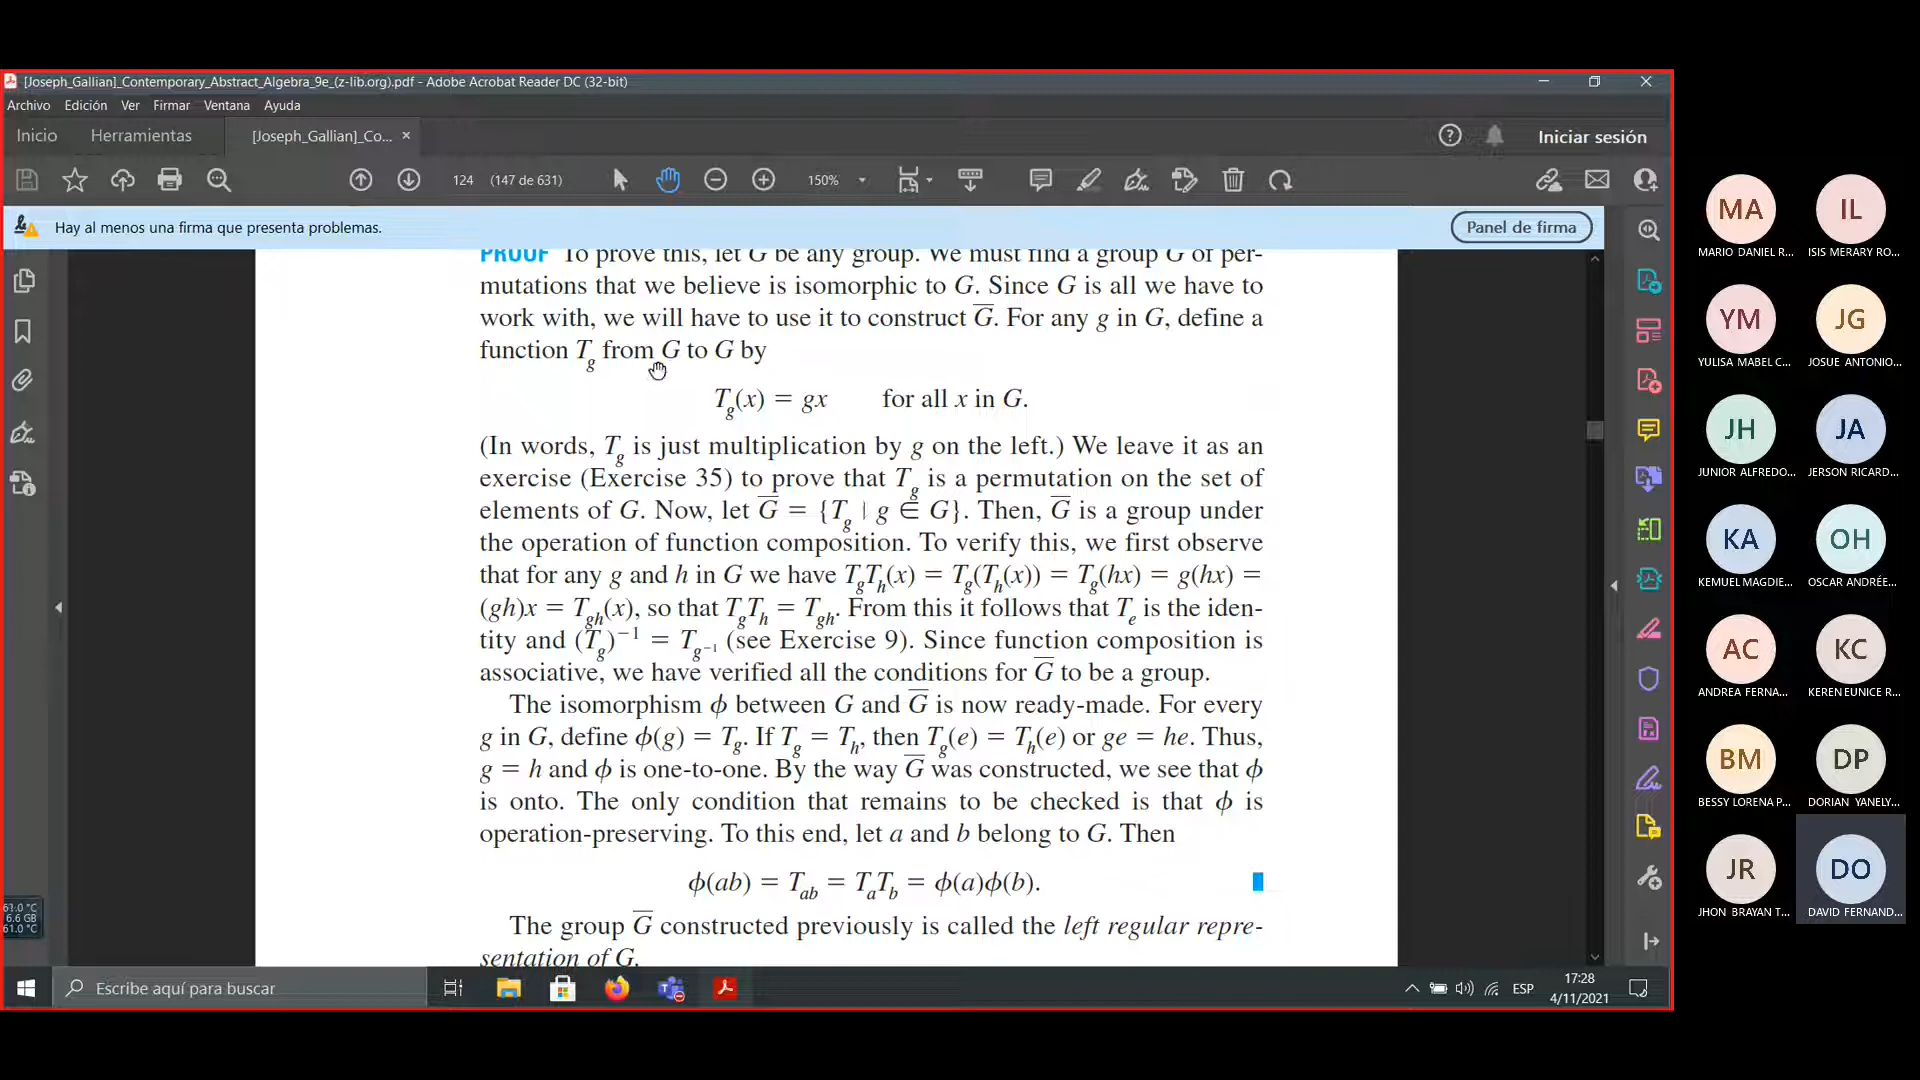 [Joseph_Gallian]_Contemporary_Abstract_Algebra_9e_(z-lib.org).pdf - Adobe Acrobat Reader DC (32-bit)
Archivo Edición Ver Firmar Ventana Ayuda
Inicio Herramientas [Joseph_Gallian]_Co... × Iniciar sesión
124 (147 de 631) 150%
Hay al menos una firma que presenta problemas. Panel de firma
PROOF To prove this, let G be any group. We must find a group G̅ of per-
mutations that we believe is isomorphic to G. Since G is all we have to
work with, we will have to use it to construct G̅. For any g in G, define a
function T_g from G to G by
T_g(x) = gx for all x in G.
(In words, T_g is just multiplication by g on the left.) We leave it as an
exercise (Exercise 35) to prove that T_g is a permutation on the set of
elements of G. Now, let G̅ = {T_g | g ∈ G}. Then, G̅ is a group under
the operation of function composition. To verify this, we first observe
that for any g and h in G we have T_gT_h(x) = T_g(T_h(x)) = T_g(hx) = g(hx) =
(gh)x = T_gh(x), so that T_gT_h = T_gh. From this it follows that T_e is the iden-
tity and (T_g)⁻¹ = T_g⁻¹ (see Exercise 9). Since function composition is
associative, we have verified all the conditions for G̅ to be a group.
The isomorphism ϕ between G and G̅ is now ready-made. For every
g in G, define ϕ(g) = T_g. If T_g = T_h, then T_g(e) = T_h(e) or ge = he. Thus,
g = h and ϕ is one-to-one. By the way G̅ was constructed, we see that ϕ
is onto. The only condition that remains to be checked is that ϕ is
operation-preserving. To this end, let a and b belong to G. Then
ϕ(ab) = T_ab = T_aT_b = ϕ(a)ϕ(b).
The group G̅ constructed previously is called the left regular repre-
sentation of G.
61.0 °C
6.6 GB
61.0 °C
Escribe aquí para buscar
ESP
17:28
4/11/2021
MA IL
MARIO DANIEL R... ISIS MERARY RO...
YM JG
YULISA MABEL C... JOSUE ANTONIO...
JH JA
JUNIOR ALFREDO... JERSON RICARD...
KA OH
KEMUEL MAGDIE... OSCAR ANDRÉE...
AC KC
ANDREA FERNA... KEREN EUNICE R...
BM DP
BESSY LORENA P... DORIAN YANELY...
JR DO
JHON BRAYAN T... DAVID FERNAND...